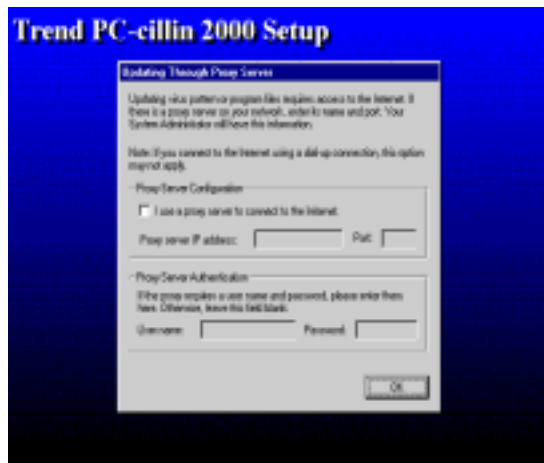 Trend PC-cillin 2000 Setup
Updating Through Proxy Server
Updating virus pattern or program files requires access to the Internet. If
there is a proxy server on your network, enter its name and port. Your
System Administrator will have this information.
Note: If you connect to the Internet using a dial-up connection, this option
may not apply.
Proxy Server Configuration
I use a proxy server to connect to the Internet.
Proxy server IP address: Port:
Proxy Server Authentication
If the proxy requires a user name and password, please enter them
here. Otherwise, leave this field blank.
Username: Password:
OK